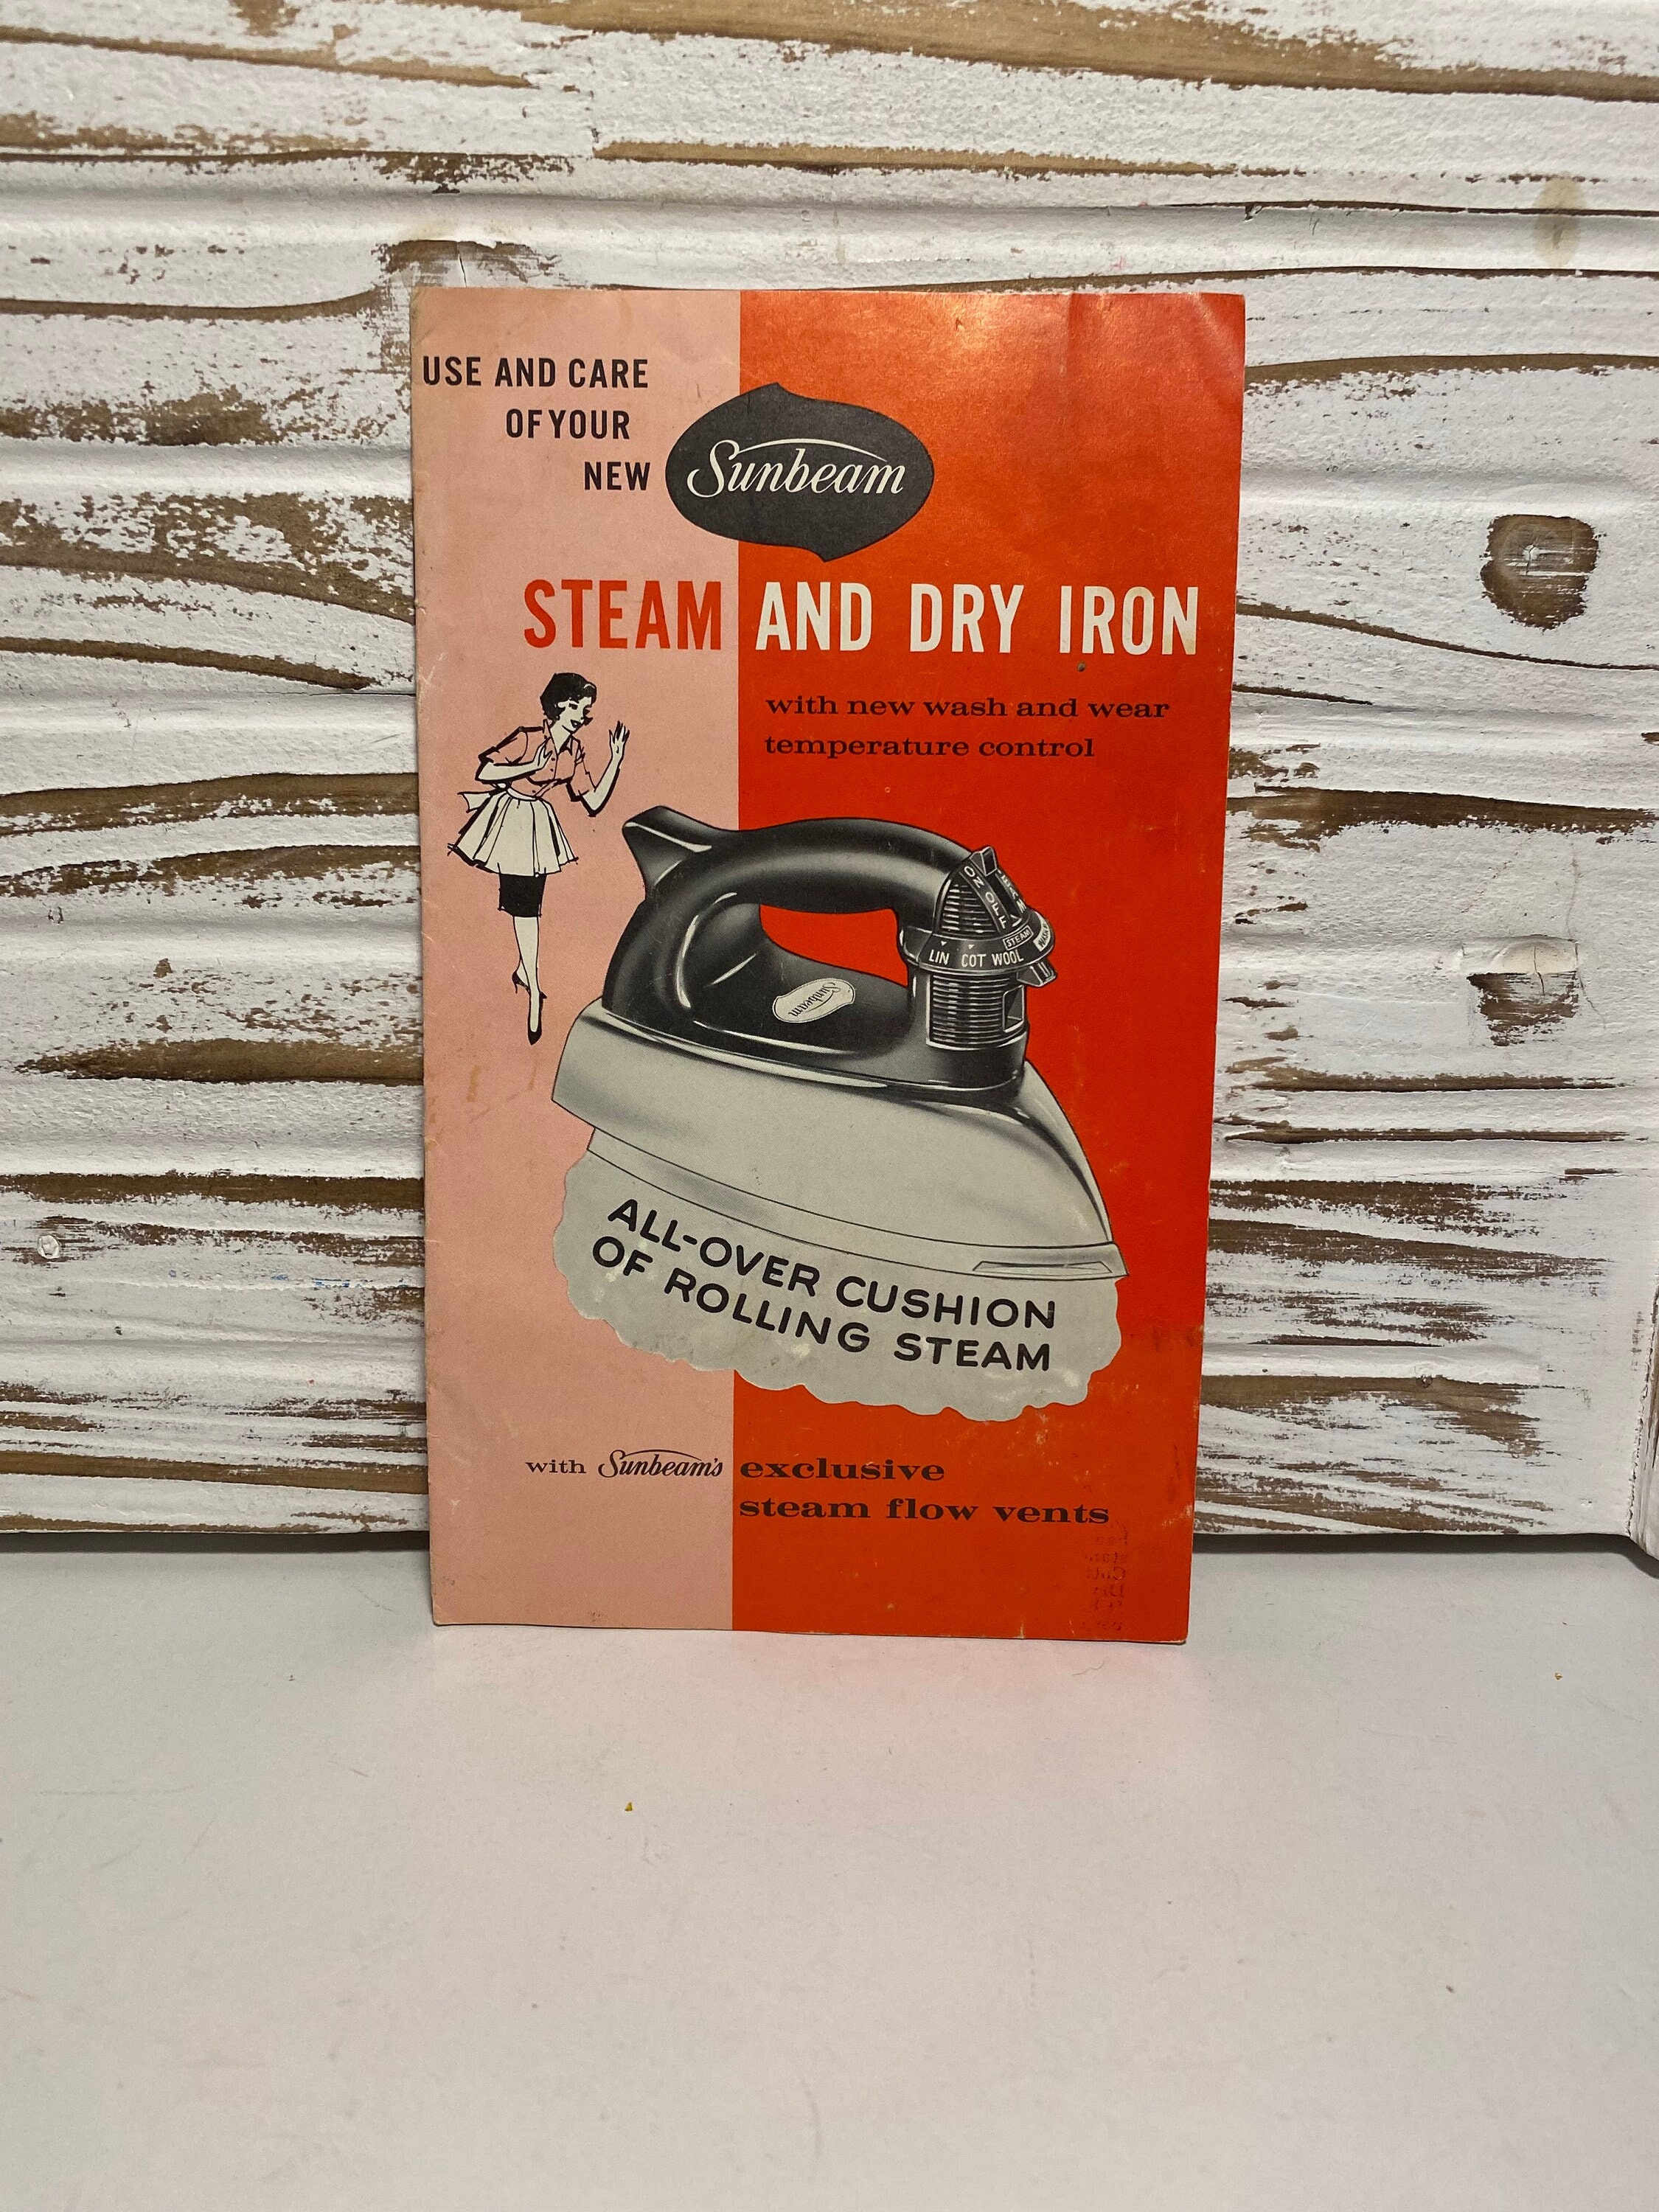 USE AND CARE
OF YOUR
NEW Sunbeam
STEAM AND DRY IRON
with new wash and wear
temperature control
ON OFF
STEAM
LIN COT WOOL
Sunbeam
ALL-OVER CUSHION
OF ROLLING STEAM
with Sunbeam's exclusive
steam flow vents